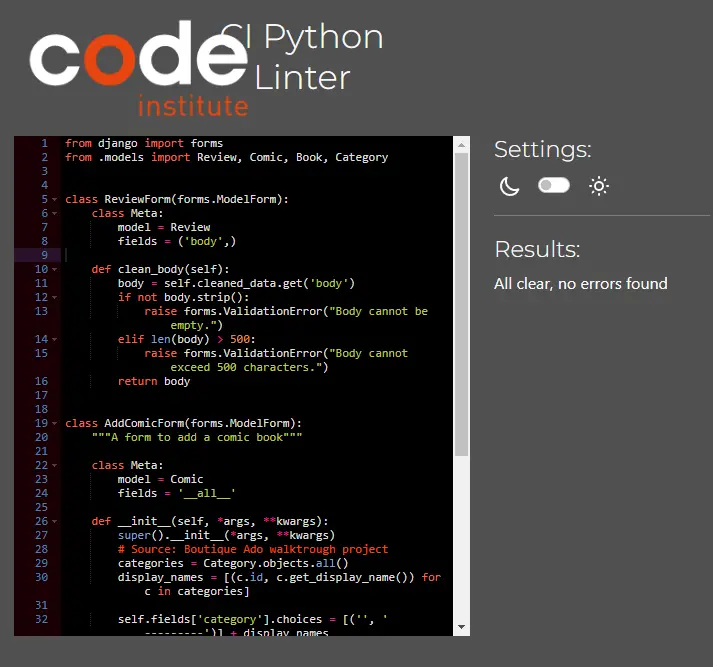 code
institute
CI Python
Linter
1 from django import forms
2 from .models import Review, Comic, Book, Category
3
4
5 class ReviewForm(forms.ModelForm):
6 class Meta:
7 model = Review
8 fields = ('body',)
9
10 def clean_body(self):
11 body = self.cleaned_data.get('body')
12 if not body.strip():
13 raise forms.ValidationError("Body cannot be
empty.")
14 elif len(body) > 500:
15 raise forms.ValidationError("Body cannot
exceed 500 characters.")
16 return body
17
18
19 class AddComicForm(forms.ModelForm):
20 """A form to add a comic book"""
21
22 class Meta:
23 model = Comic
24 fields = '__all__'
25
26 def __init__(self, *args, **kwargs):
27 super().__init__(*args, **kwargs)
28 # Source: Boutique Ado walktrough project
29 categories = Category.objects.all()
30 display_names = [(c.id, c.get_display_name()) for
c in categories]
31
32 self.fields['category'].choices = [('', '
---------')] + display_names
Settings:
Results:
All clear, no errors found